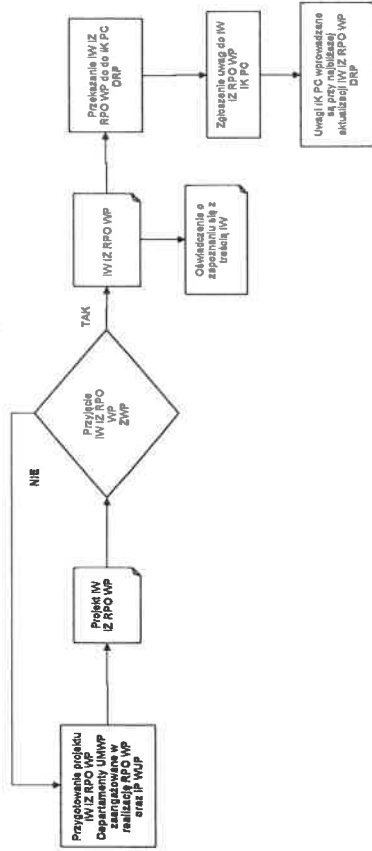 Przygotowanie projektu
IW IZ RPO WP
Departamenty UMWP
zaangażowane w
realizację RPO WP
oraz IP WUP
Projekt IW
IZ RPO WP
Przyjęcie
IW IZ RPO
WP
ZWP
NIE
TAK
IW IZ RPO WP
Oświadczenie o
zapoznaniu się z
treścią IW
Przekazanie IW IZ
RPO WP do do IK PC
DRP
Zgłoszenie uwag do IW
IZ RPO WP
IK PC
Uwagi IK PC wprowadzane
są przy najbliższej
aktualizacji IW IZ RPO WP
DRP